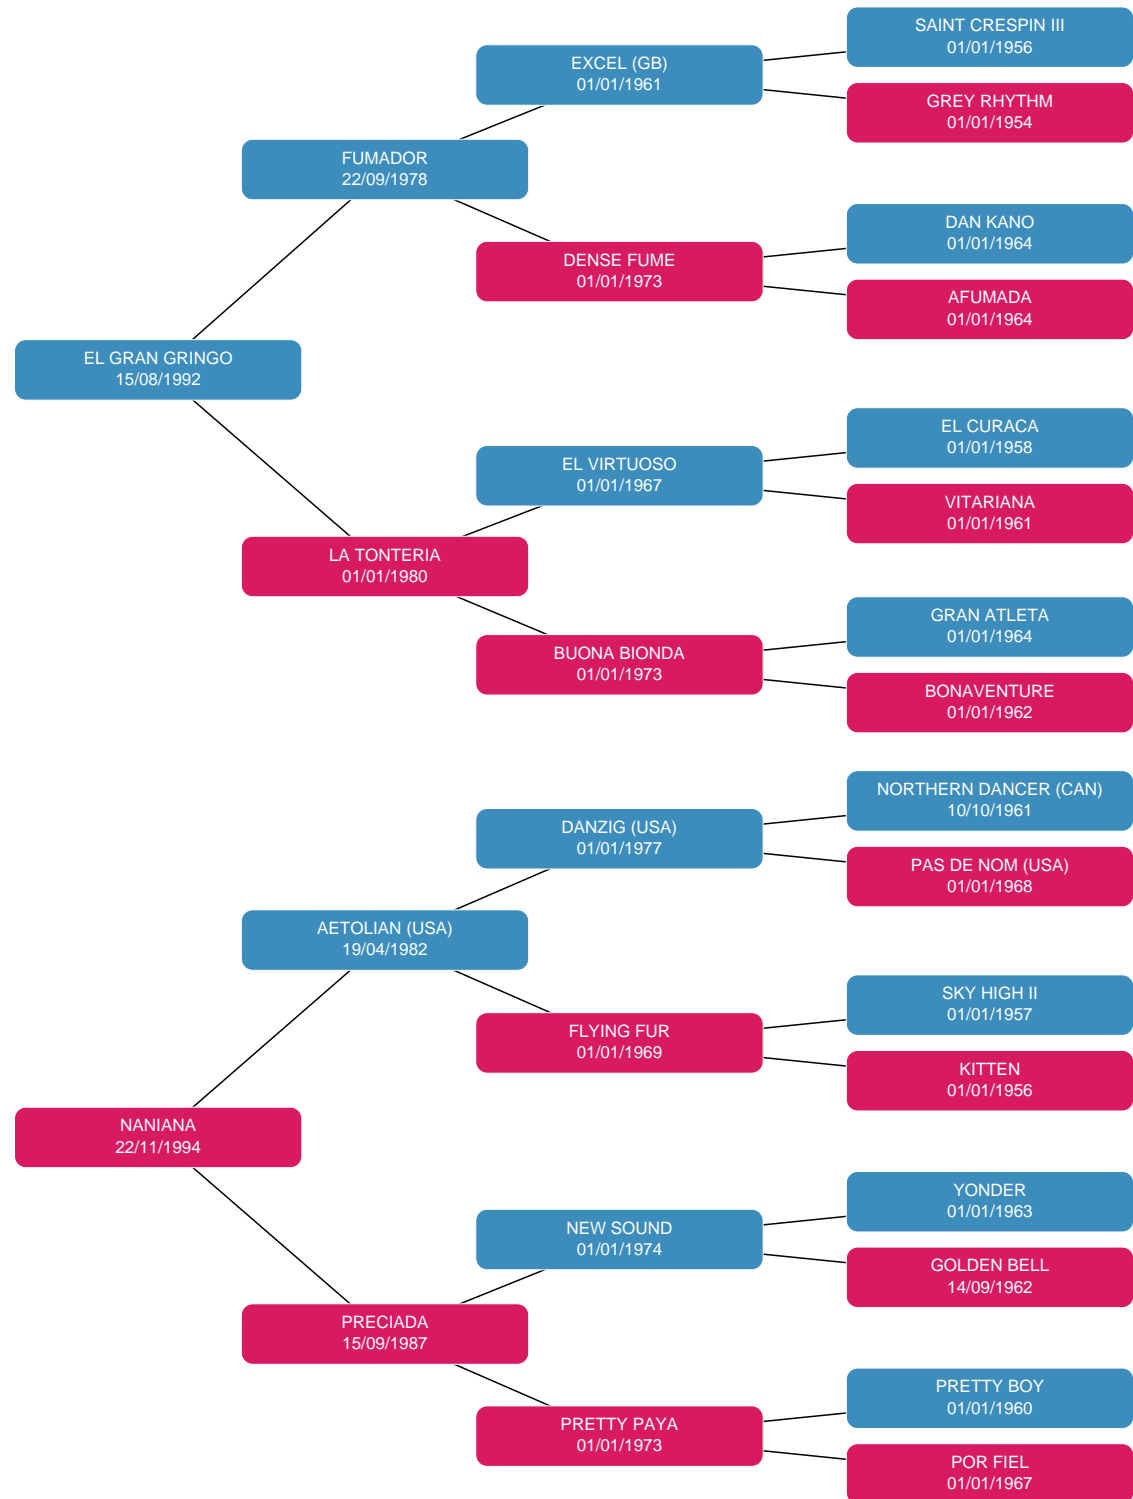 SAINT CRESPIN III
01/01/1956
EXCEL (GB)
01/01/1961
GREY RHYTHM
01/01/1954
FUMADOR
22/09/1978
DAN KANO
01/01/1964
DENSE FUME
01/01/1973
AFUMADA
01/01/1964
EL GRAN GRINGO
15/08/1992
EL CURACA
01/01/1958
EL VIRTUOSO
01/01/1967
VITARIANA
01/01/1961
LA TONTERIA
01/01/1980
GRAN ATLETA
01/01/1964
BUONA BIONDA
01/01/1973
BONAVENTURE
01/01/1962
NORTHERN DANCER (CAN)
10/10/1961
DANZIG (USA)
01/01/1977
PAS DE NOM (USA)
01/01/1968
AETOLIAN (USA)
19/04/1982
SKY HIGH II
01/01/1957
FLYING FUR
01/01/1969
KITTEN
01/01/1956
NANIANA
22/11/1994
YONDER
01/01/1963
NEW SOUND
01/01/1974
GOLDEN BELL
14/09/1962
PRECIADA
15/09/1987
PRETTY BOY
01/01/1960
PRETTY PAYA
01/01/1973
POR FIEL
01/01/1967